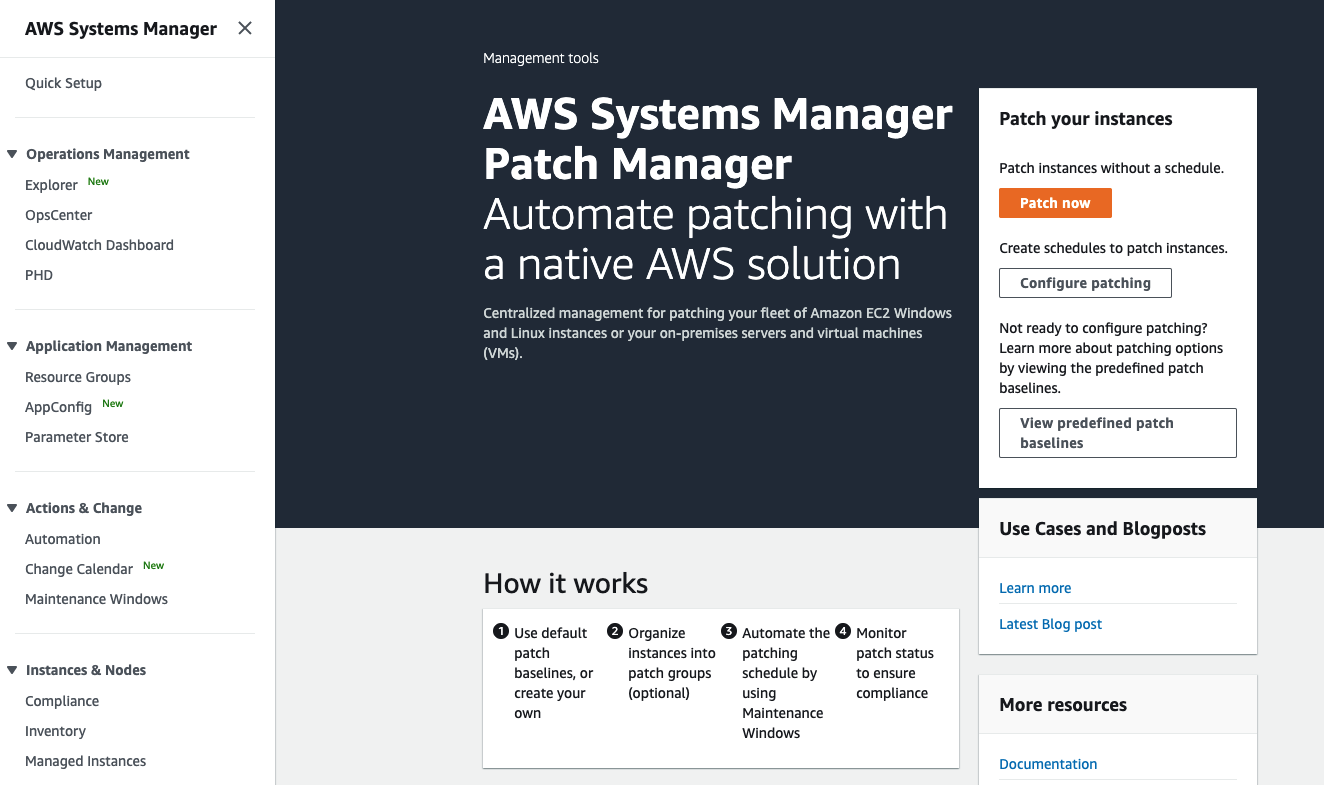 AWS Systems Manager
Quick Setup
Operations Management
Explorer New
OpsCenter
CloudWatch Dashboard
PHD
Application Management
Resource Groups
AppConfig New
Parameter Store
Actions & Change
Automation
Change Calendar New
Maintenance Windows
Instances & Nodes
Compliance
Inventory
Managed Instances
Management tools
AWS Systems Manager
Patch Manager
Automate patching with
a native AWS solution
Centralized management for patching your fleet of Amazon EC2 Windows
and Linux instances or your on-premises servers and virtual machines
(VMs).
Patch your instances
Patch instances without a schedule.
Patch now
Create schedules to patch instances.
Configure patching
Not ready to configure patching?
Learn more about patching options
by viewing the predefined patch
baselines.
View predefined patch
baselines
How it works
1 Use default
patch
baselines, or
create your
own
2 Organize
instances into
patch groups
(optional)
3 Automate the
patching
schedule by
using
Maintenance
Windows
4 Monitor
patch status
to ensure
compliance
Use Cases and Blogposts
Learn more
Latest Blog post
More resources
Documentation